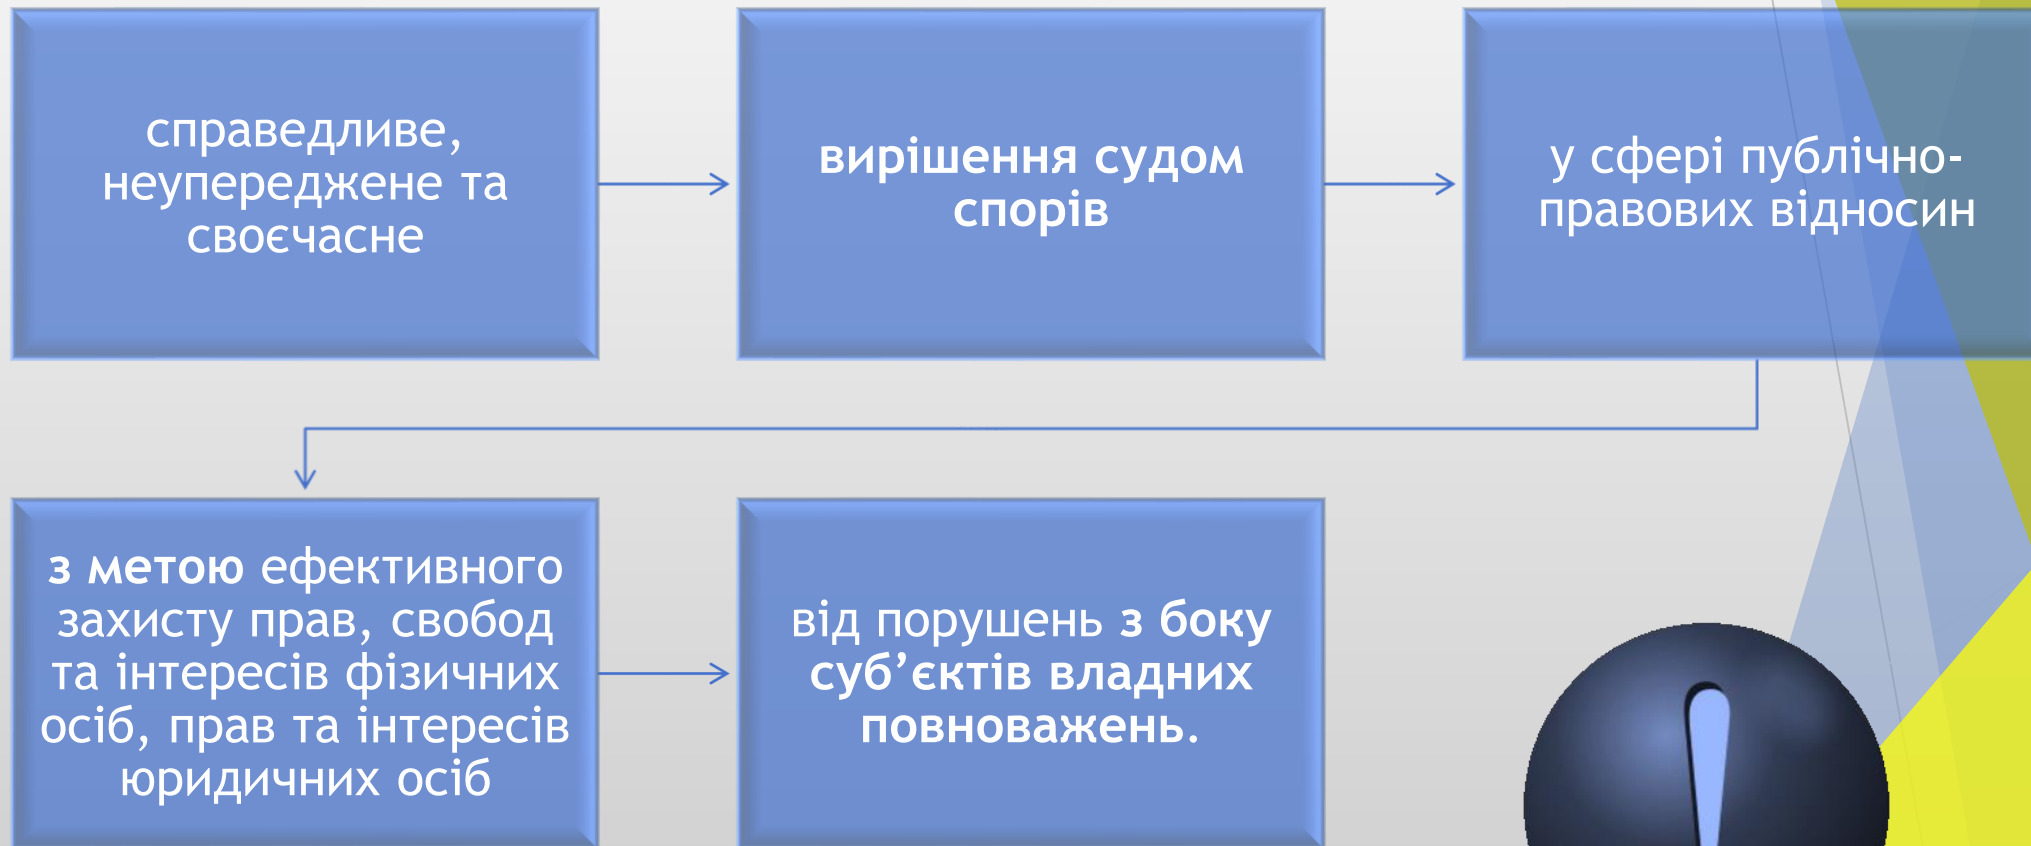 справедливе,
неупереджене та
своєчасне
вирішення судом
спорів
у сфері публічно-
правових відносин
з метою ефективного
захисту прав, свобод
та інтересів фізичних
осіб, прав та інтересів
юридичних осіб
від порушень з боку
суб’єктів владних
повноважень.